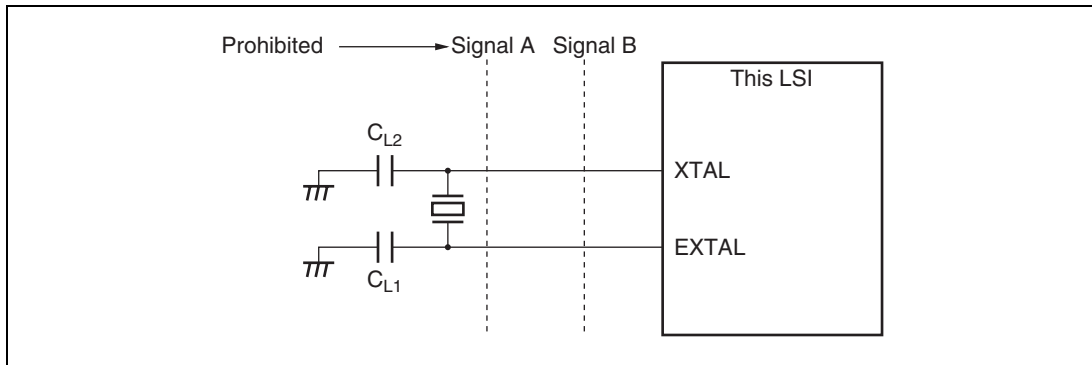 Prohibited Signal A Signal B
This LSI
CL2
XTAL
EXTAL
CL1